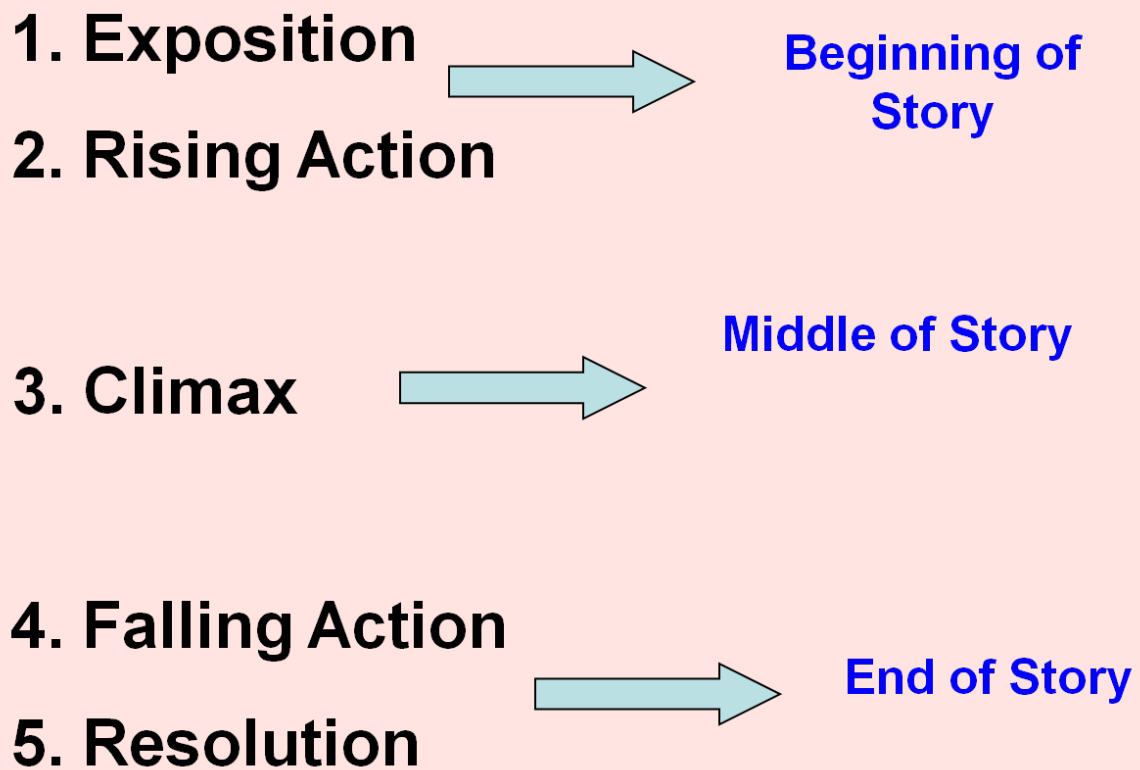 1. Exposition
Beginning of
Story
2. Rising Action
Middle of Story
3. Climax
4. Falling Action
End of Story
5. Resolution